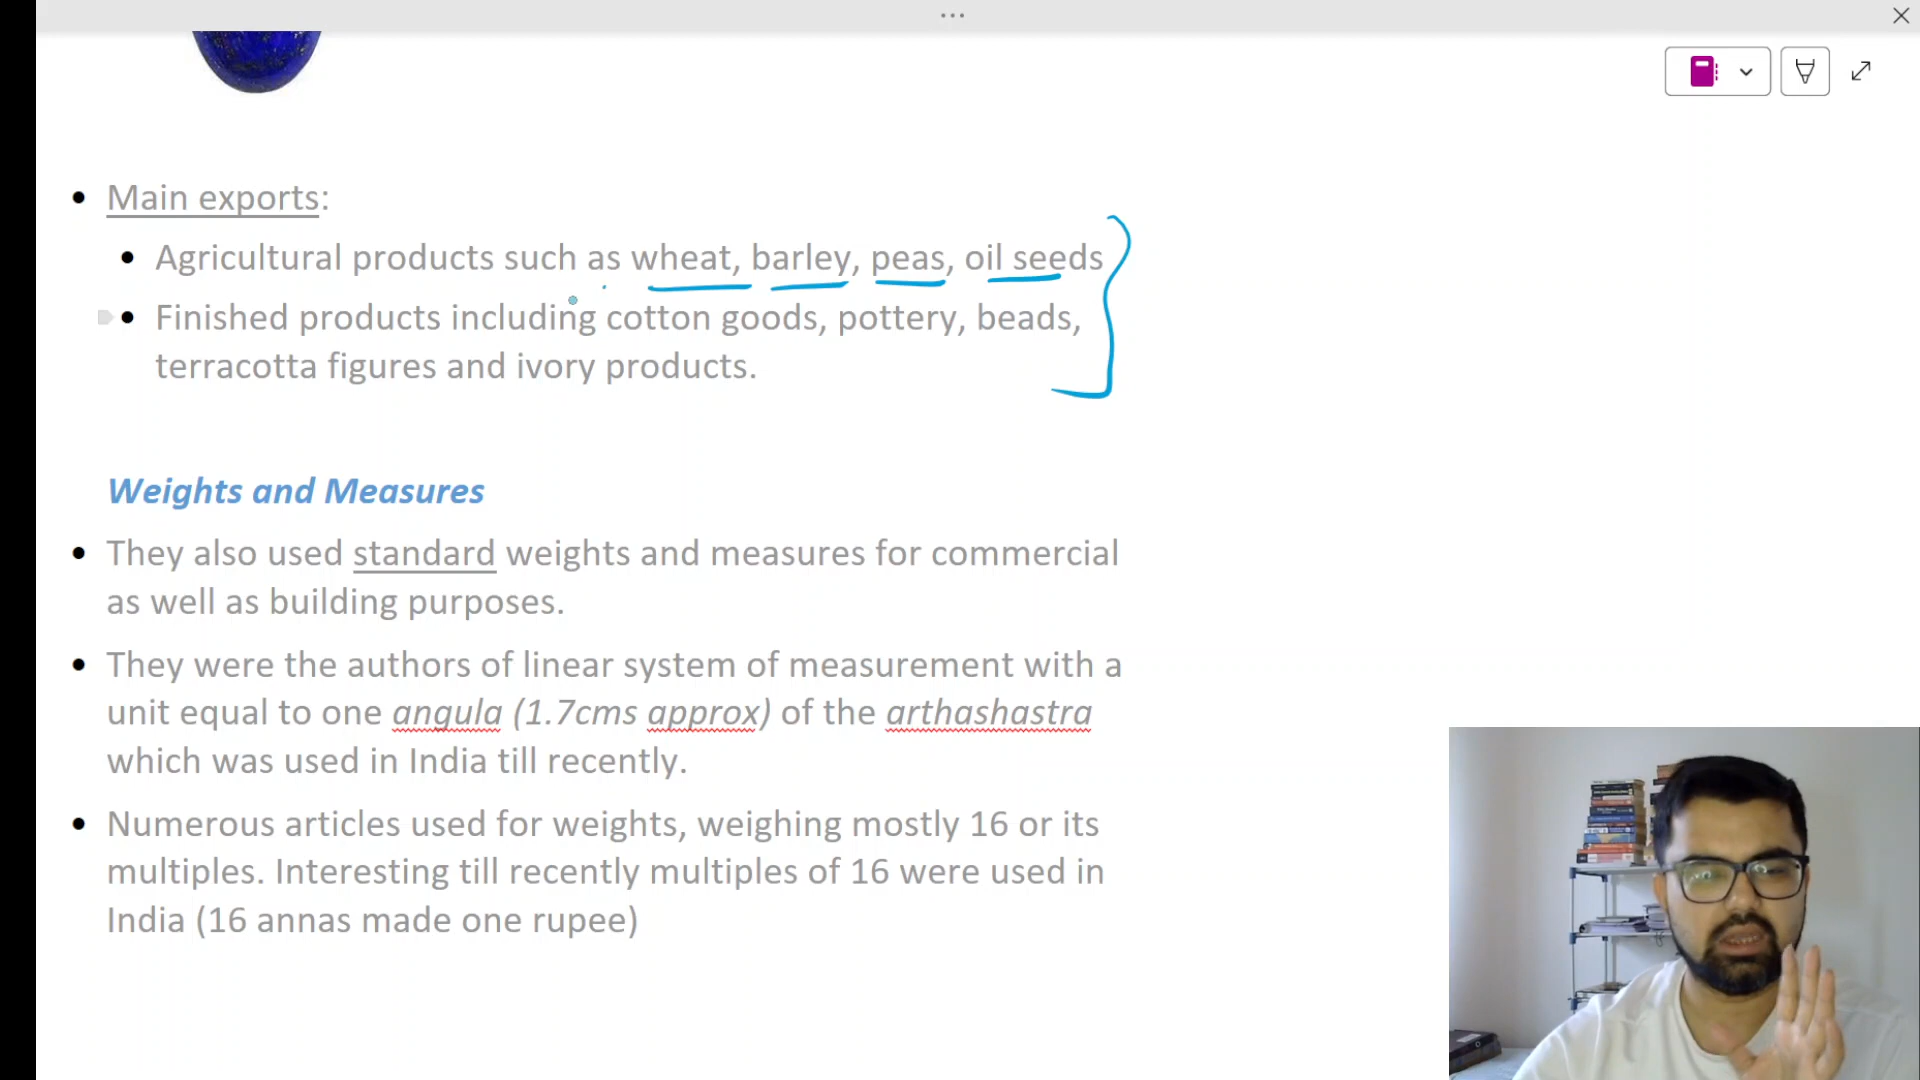 Main exports:
Agricultural products such as wheat, barley, peas, oil seeds
Finished products including cotton goods, pottery, beads,
terracotta figures and ivory products.
Weights and Measures
They also used standard weights and measures for commercial
as well as building purposes.
They were the authors of linear system of measurement with a
unit equal to one angula (1.7cms approx) of the arthashastra
which was used in India till recently.
Numerous articles used for weights, weighing mostly 16 or its
multiples. Interesting till recently multiples of 16 were used in
India (16 annas made one rupee)